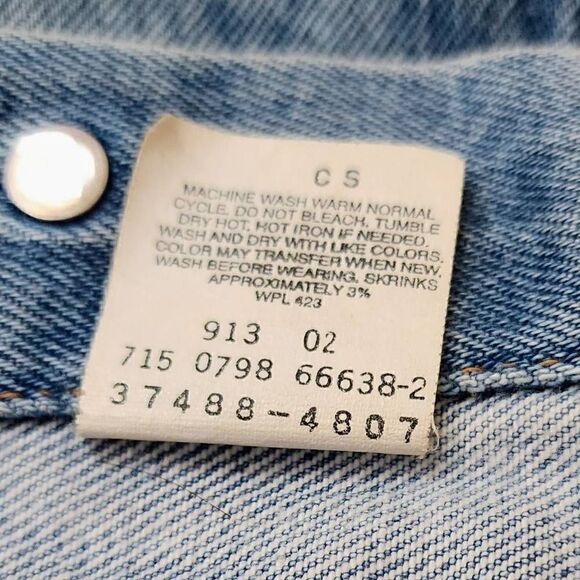 C S
MACHINE WASH WARM NORMAL
CYCLE. DO NOT BLEACH, TUMBLE
DRY HOT, HOT IRON IF NEEDED.
WASH AND DRY WITH LIKE COLORS.
COLOR MAY TRANSFER WHEN NEW,
WASH BEFORE WEARING. SKRINKS
APPROXIMATELY 3%
WPL 423
913 02
715 0798 66638-2
37488-4807